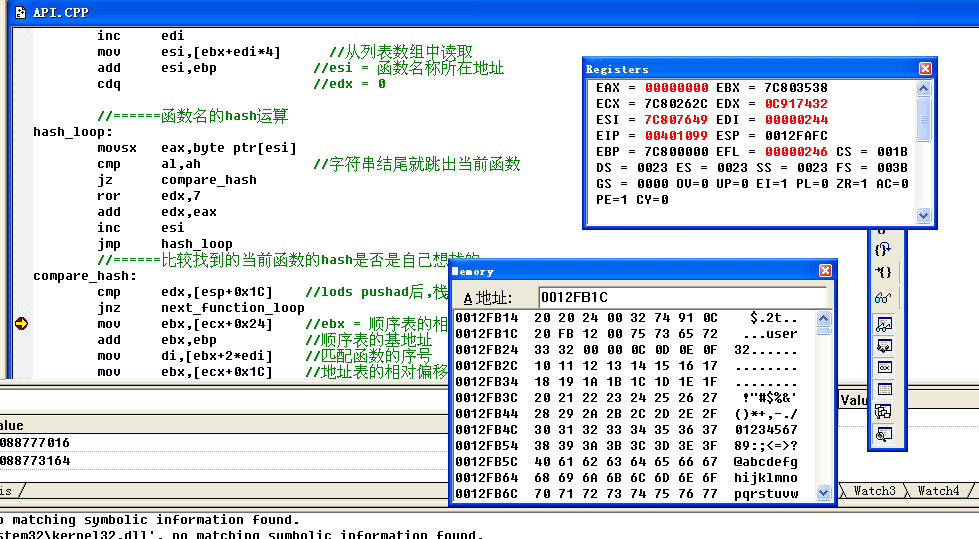 API.CPP
inc edi
mov esi,[ebx+edi*4] //从列表数组中读取
add esi,ebp //esi = 函数名称所在地址
cdq //edx = 0
//======函数名的hash运算
hash_loop:
movsx eax,byte ptr[esi]
cmp al,ah //字符串结尾就跳出当前函数
jz compare_hash
ror edx,7
add edx,eax
inc esi
jmp hash_loop
//======比较找到的当前函数的hash是否是自己想找的
compare_hash:
cmp edx,[esp+0x1C] //lods pushad后,栈
jnz next_function_loop
mov ebx,[ecx+0x24] //ebx = 顺序表的相
add ebx,ebp //顺序表的基地址
mov di,[ebx+2*edi] //匹配函数的序号
mov ebx,[ecx+0x1C] //地址表的相对偏移
Registers
EAX = 00000000 EBX = 7C803538
ECX = 7C80262C EDX = 0C917432
ESI = 7C807649 EDI = 00000244
EIP = 00401099 ESP = 0012FAFC
EBP = 7C800000 EFL = 00000246 CS = 001B
DS = 0023 ES = 0023 SS = 0023 FS = 003B
GS = 0000 OV=0 UP=0 EI=1 PL=0 ZR=1 AC=0
PE=1 CY=0
Memory
地址: 0012FB1C
0012FB14 20 20 24 00 32 74 91 0C $.2t..
0012FB1C 20 FB 12 00 75 73 65 72 ...user
0012FB24 33 32 00 00 0C 0D 0E 0F 32......
0012FB2C 10 11 12 13 14 15 16 17 ........
0012FB34 18 19 1A 1B 1C 1D 1E 1F ........
0012FB3C 20 21 22 23 24 25 26 27 !"#$%&'
0012FB44 28 29 2A 2B 2C 2D 2E 2F ()*+,-./
0012FB4C 30 31 32 33 34 35 36 37 01234567
0012FB54 38 39 3A 3B 3C 3D 3E 3F 89:;<=>?
0012FB5C 40 61 62 63 64 65 66 67 @abcdefg
0012FB64 68 69 6A 6B 6C 6D 6E 6F hijklmno
0012FB6C 70 71 72 73 74 75 76 77 pqrstuvw
alue
Valu
088777016
088773164
is
Watch3 Watch4
o matching symbolic information found.
stem32\kernel32.dll', no matching symbolic information found.